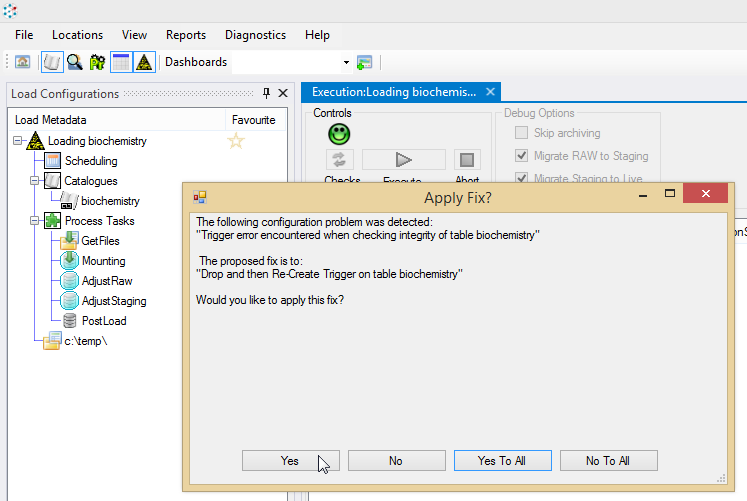 File Locations View Reports Diagnostics Help
Dashboards
Load Configurations
Load Metadata Favourite
Loading biochemistry
Scheduling
Catalogues
biochemistry
Process Tasks
GetFiles
Mounting
AdjustRaw
AdjustStaging
PostLoad
c:\temp\
Execution:Loading biochemis...
Controls
Checks Execute Abort
Debug Options
Skip archiving
Migrate RAW to Staging
Migrate Staging to Live
Apply Fix?
The following configuration problem was detected:
"Trigger error encountered when checking integrity of table biochemistry"
The proposed fix is to:
"Drop and then Re-Create Trigger on table biochemistry"
Would you like to apply this fix?
Yes No Yes To All No To All